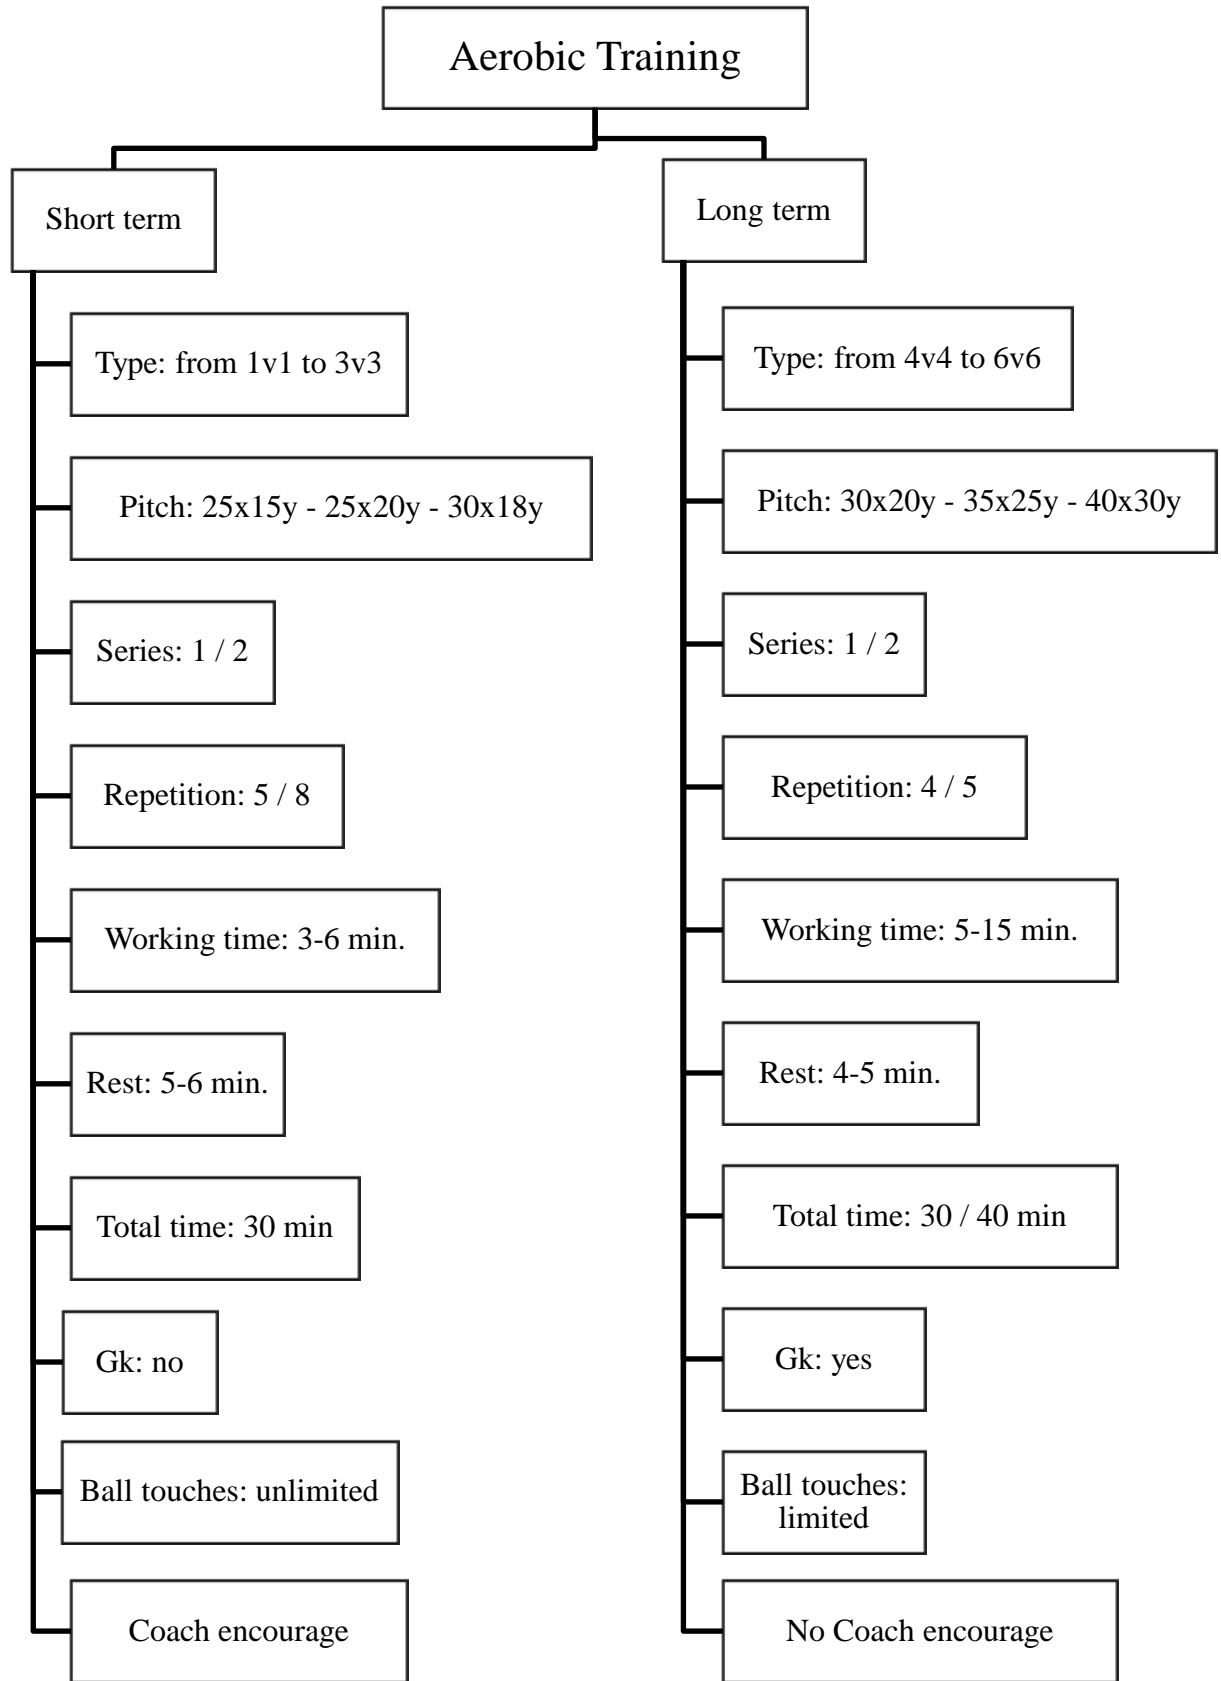 Aerobic Training
Short term
Type: from 1v1 to 3v3
Pitch: 25x15y - 25x20y - 30x18y
Series: 1 / 2
Repetition: 5 / 8
Working time: 3-6 min.
Rest: 5-6 min.
Total time: 30 min
Gk: no
Ball touches: unlimited
Coach encourage
Long term
Type: from 4v4 to 6v6
Pitch: 30x20y - 35x25y - 40x30y
Series: 1 / 2
Repetition: 4 / 5
Working time: 5-15 min.
Rest: 4-5 min.
Total time: 30 / 40 min
Gk: yes
Ball touches:
limited
No Coach encourage